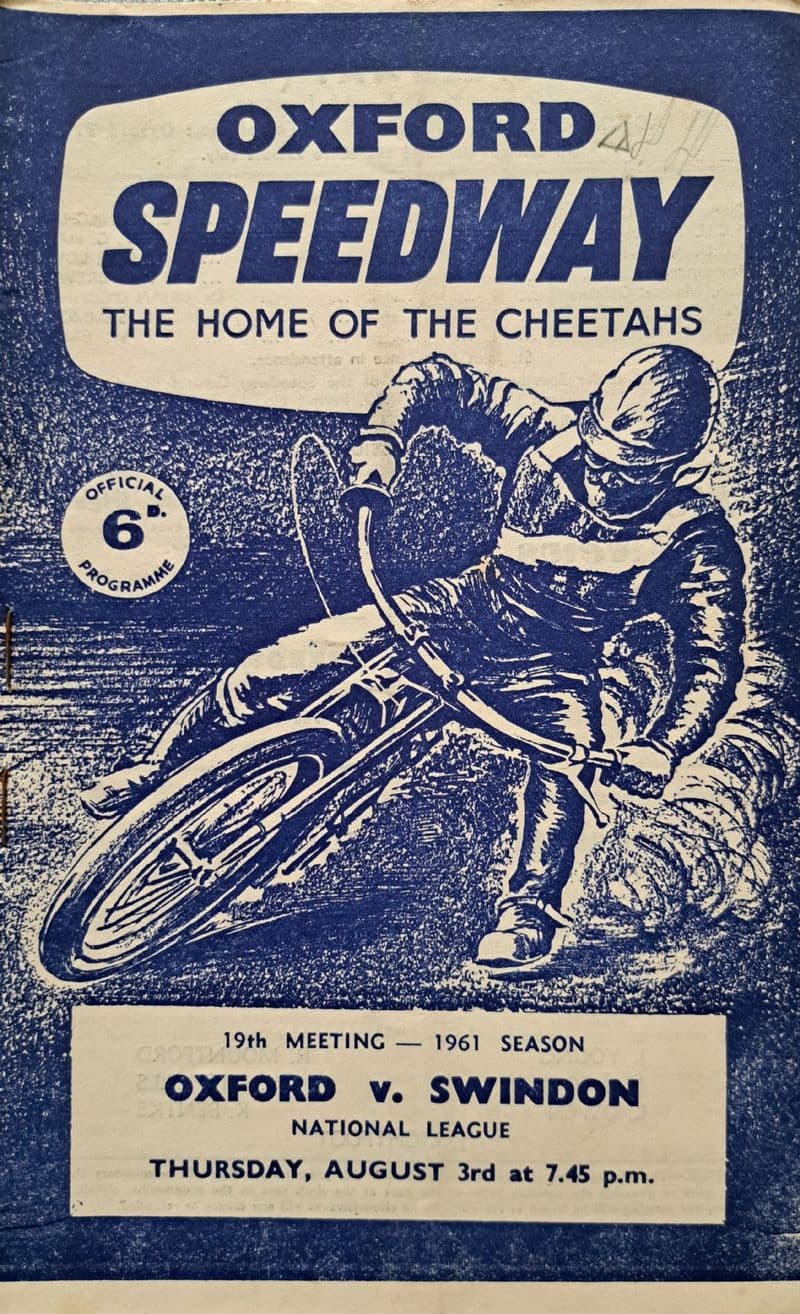 OXFORD
SPEEDWAY
THE HOME OF THE CHEETAHS
OFFICIAL
6D.
PROGRAMME
19th MEETING — 1961 SEASON
OXFORD v. SWINDON
NATIONAL LEAGUE
THURSDAY, AUGUST 3rd at 7.45 p.m.